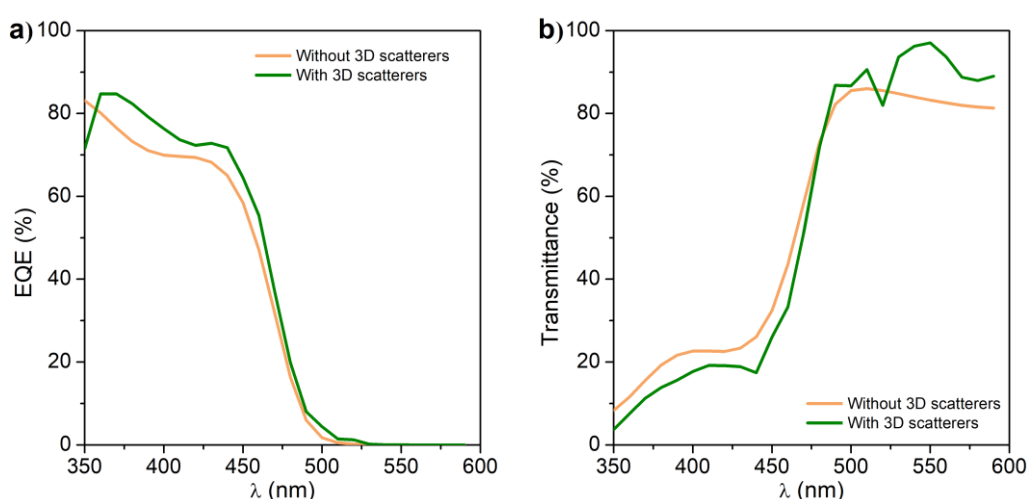 a)
100
80
60
40
20
0
EQE (%)
Without 3D scatterers
With 3D scatterers
350 400 450 500 550 600
λ (nm)
b)
100
80
60
40
20
0
Transmittance (%)
Without 3D scatterers
With 3D scatterers
350 400 450 500 550 600
λ (nm)